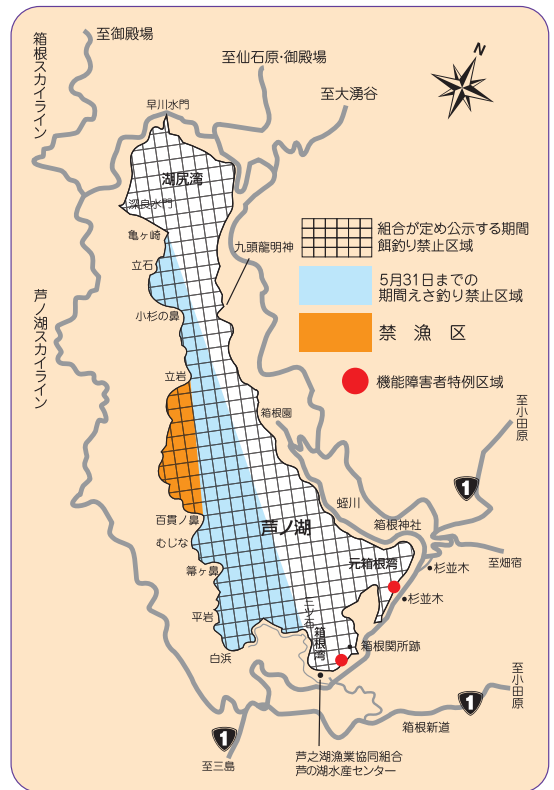 至御殿場
箱根スカイライン
至仙石原・御殿場
至大湧谷
N
早川水門
湖尻湾
深良水門
亀ヶ崎
九頭龍明神
立石
小杉の鼻
組合が定め公示する期間
餌釣り禁止区域
5月31日までの
期間えさ釣り禁止区域
禁漁区
機能障害者特例区域
芦ノ湖スカイライン
立岩
箱根園
至小田原
1
百貫ノ鼻
むじな
箒ヶ鼻
平岩
白浜
芦ノ湖
蛭川
箱根神社
元箱根湾
至畑宿
杉並木
杉並木
三ツ石
箱根湾
箱根関所跡
至小田原
1
箱根新道
1
至三島
芦之湖漁業協同組合
芦の湖水産センター